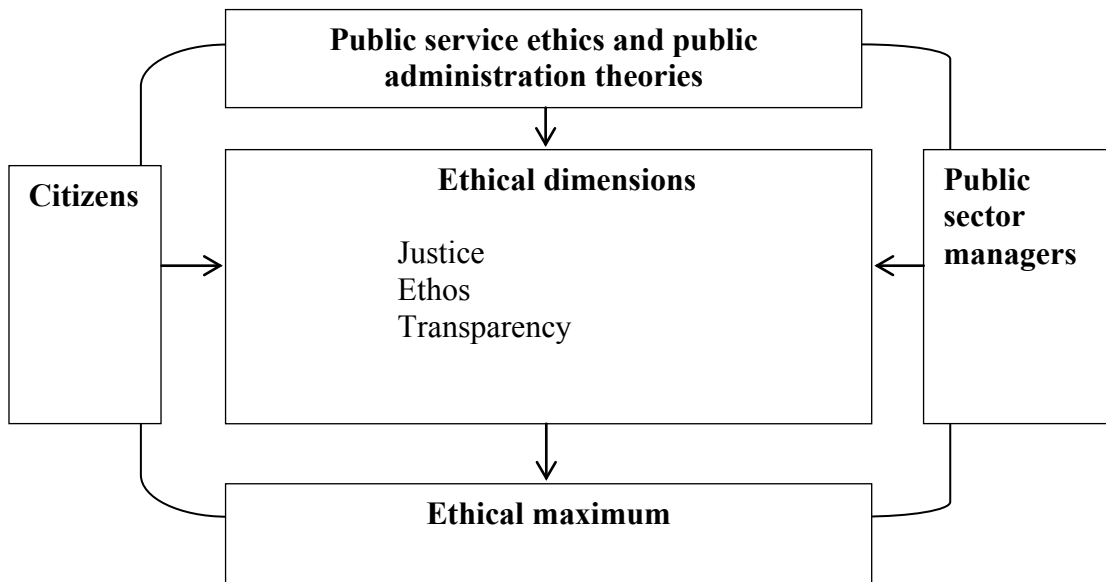 Public service ethics and public
administration theories
Citizens
Ethical dimensions
Justice
Ethos
Transparency
Public
sector
managers
Ethical maximum